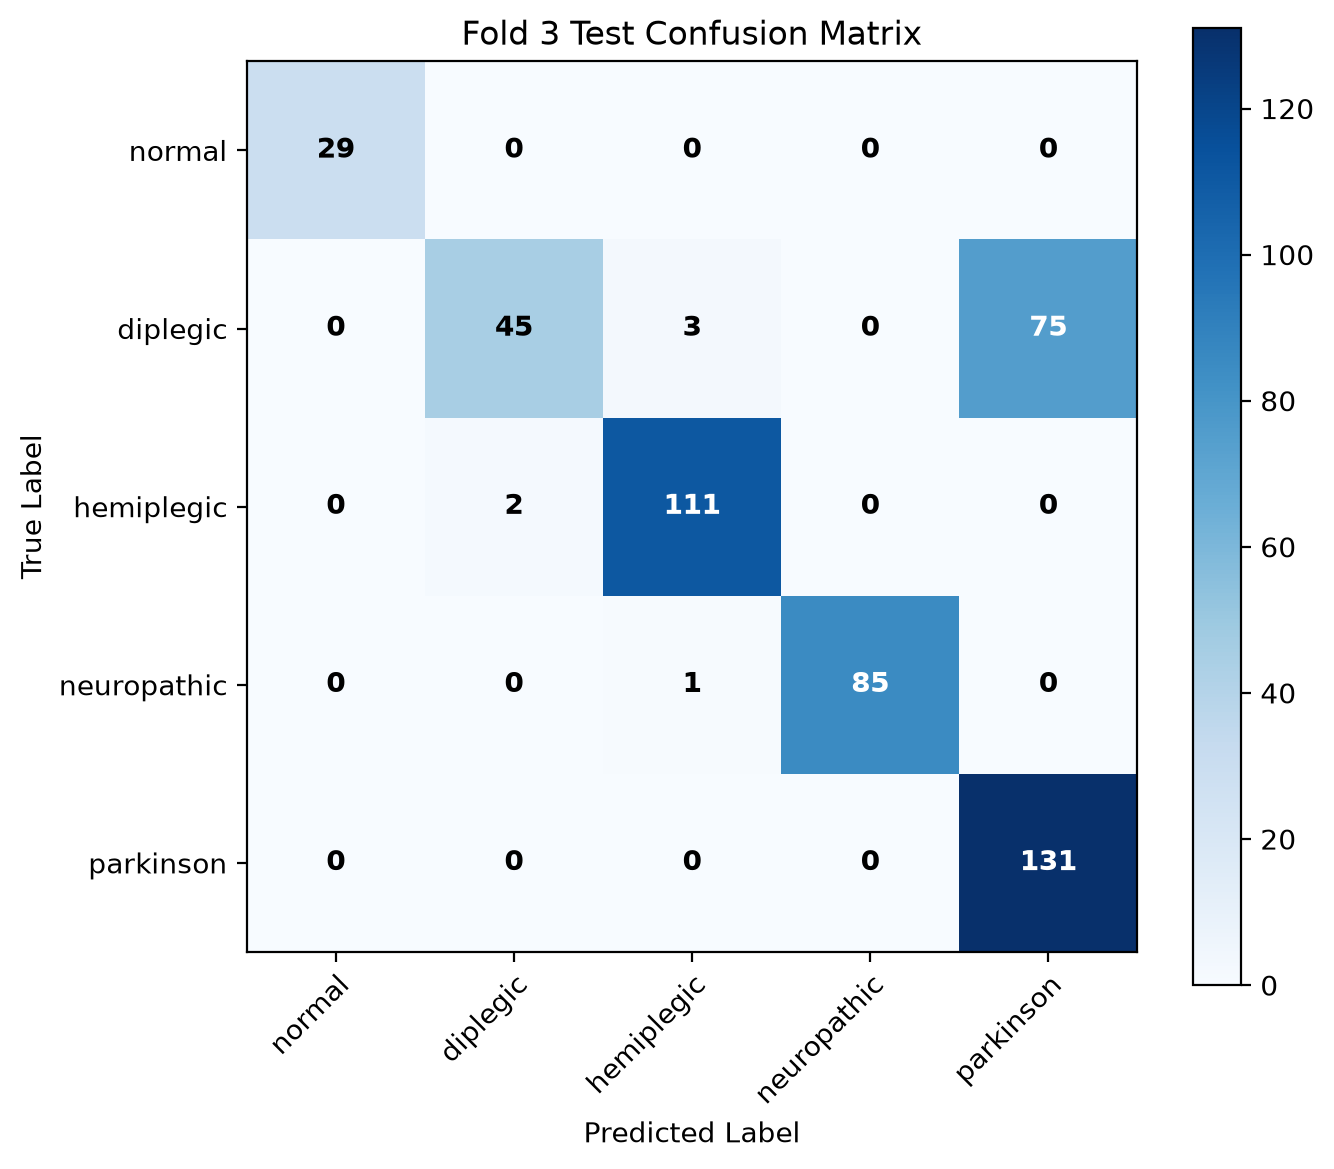 Fold 3 Test Confusion Matrix
True Label
normal 29 0 0 0 0
diplegic 0 45 3 0 75
hemiplegic 0 2 111 0 0
neuropathic 0 0 1 85 0
parkinson 0 0 0 0 131
normal diplegic hemiplegic neuropathic parkinson
Predicted Label
120
100
80
60
40
20
0